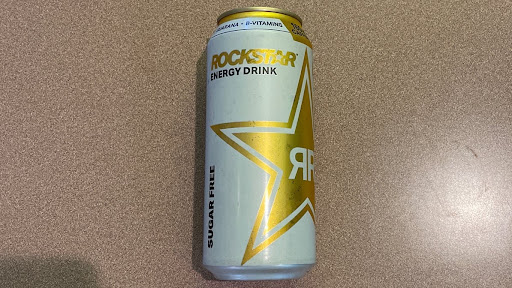 GUARANA • B-VITAMINS
ROCKSTAR
ENERGY DRINK
SUGAR FREE